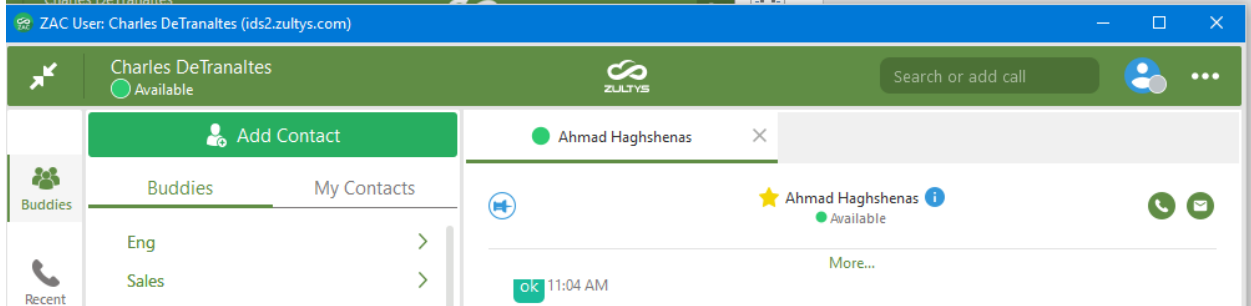 ZAC User: Charles DeTranaltes (ids2.zultys.com)
Charles DeTranaltes
Available
ZULTYS
Search or add call
Add Contact
Ahmad Haghshenas
Buddies
My Contacts
Buddies
Ahmad Haghshenas
Available
Eng
Sales
More...
ok 11:04 AM
Recent